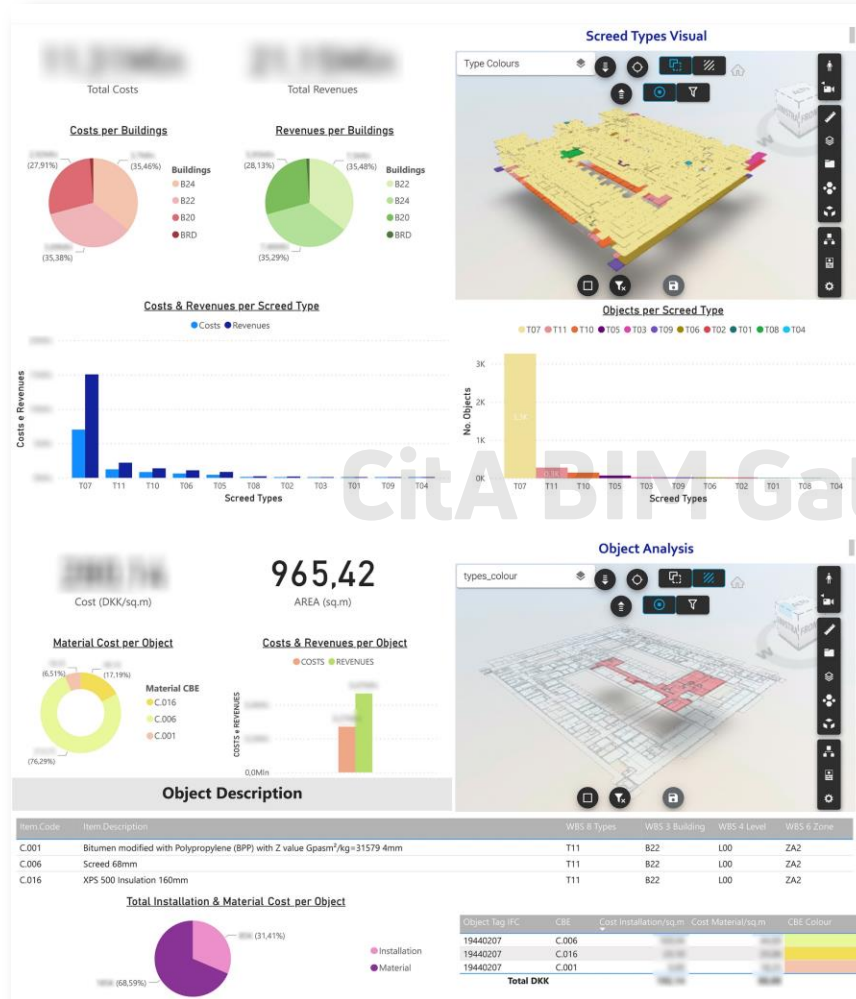 Screed Types Visual
Total Costs
Total Revenues
Type Colours
Costs per Buildings
Revenues per Buildings
(27,91%)
(35,46%)
(35,38%)
Buildings
B24
B22
B20
BRD
(28,13%)
(35,48%)
(35,29%)
Buildings
B22
B24
B20
BRD
Costs & Revenues per Screed Type
Costs Revenues
Costs e Revenues
T07 T11 T10 T06 T05 T08 T02 T03 T01 T09 T04
Screed Types
Objects per Screed Type
T07 T11 T10 T05 T03 T09 T06 T02 T01 T08 T04
No. Objects
3K
2K
1K
0K
0.3K
T07 T11 T10 T05 T03 T09 T06 T02 T01 T08 T04
Screed Types
CitA BIM Gat
Object Analysis
Cost (DKK/sq.m)
965,42
AREA (sq.m)
types_colour
Material Cost per Object
(6,51%)
(17,19%)
(76,29%)
Material CBE
C.016
C.006
C.001
Costs & Revenues per Object
COSTS REVENUES
COSTS e REVENUES
0,0Mln
Object Description
Item.Code Item.Description WBS 8 Types WBS 3 Building WBS 4 Level WBS 6 Zone
C.001 Bitumen modified with Polypropylene (BPP) with Z value Gpasm²/kg=31579 4mm T11 B22 L00 ZA2
C.006 Screed 68mm T11 B22 L00 ZA2
C.016 XPS 500 Insulation 160mm T11 B22 L00 ZA2
Total Installation & Material Cost per Object
(31,41%)
(68,59%)
Installation
Material
Object Tag IFC CBE Cost Installation/sq.m Cost Material/sq.m CBE Colour
19440207 C.006
19440207 C.016
19440207 C.001
Total DKK